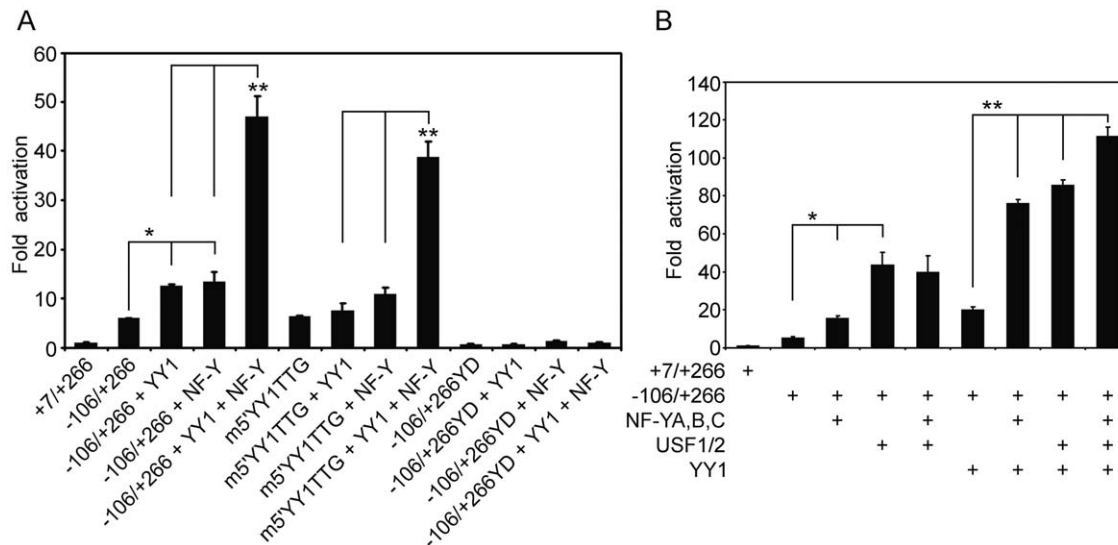 A
Fold activation
60
50
40
30
20
10
0
*
**
**
+7/+266
-106/+266
-106/+266 + YY1
-106/+266 + NF-Y
-106/+266 + YY1 + NF-Y
m5'YY1TTG
m5'YY1TTG + YY1
m5'YY1TTG + NF-Y
m5'YY1TTG + YY1 + NF-Y
-106/+266YD
-106/+266YD + YY1
-106/+266YD + NF-Y
-106/+266YD + YY1 + NF-Y
B
Fold activation
140
120
100
80
60
40
20
0
*
**
+7/+266 +
-106/+266 + + + + + + + +
NF-YA,B,C + + + +
USF1/2 + + + +
YY1 + + + +